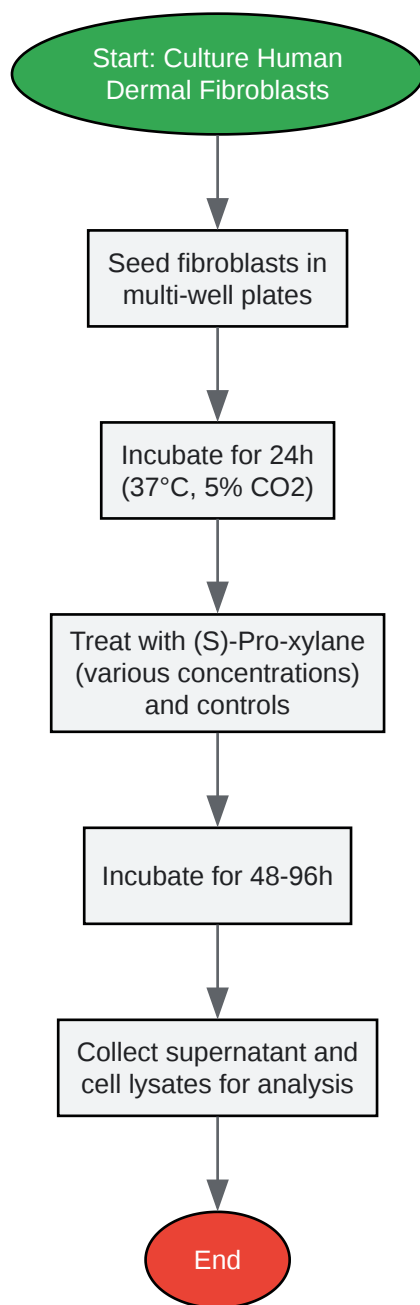 Start: Culture Human
Dermal Fibroblasts
Seed fibroblasts in
multi-well plates
Incubate for 24h
(37°C, 5% CO2)
Treat with (S)-Pro-xylane
(various concentrations)
and controls
Incubate for 48-96h
Collect supernatant and
cell lysates for analysis
End